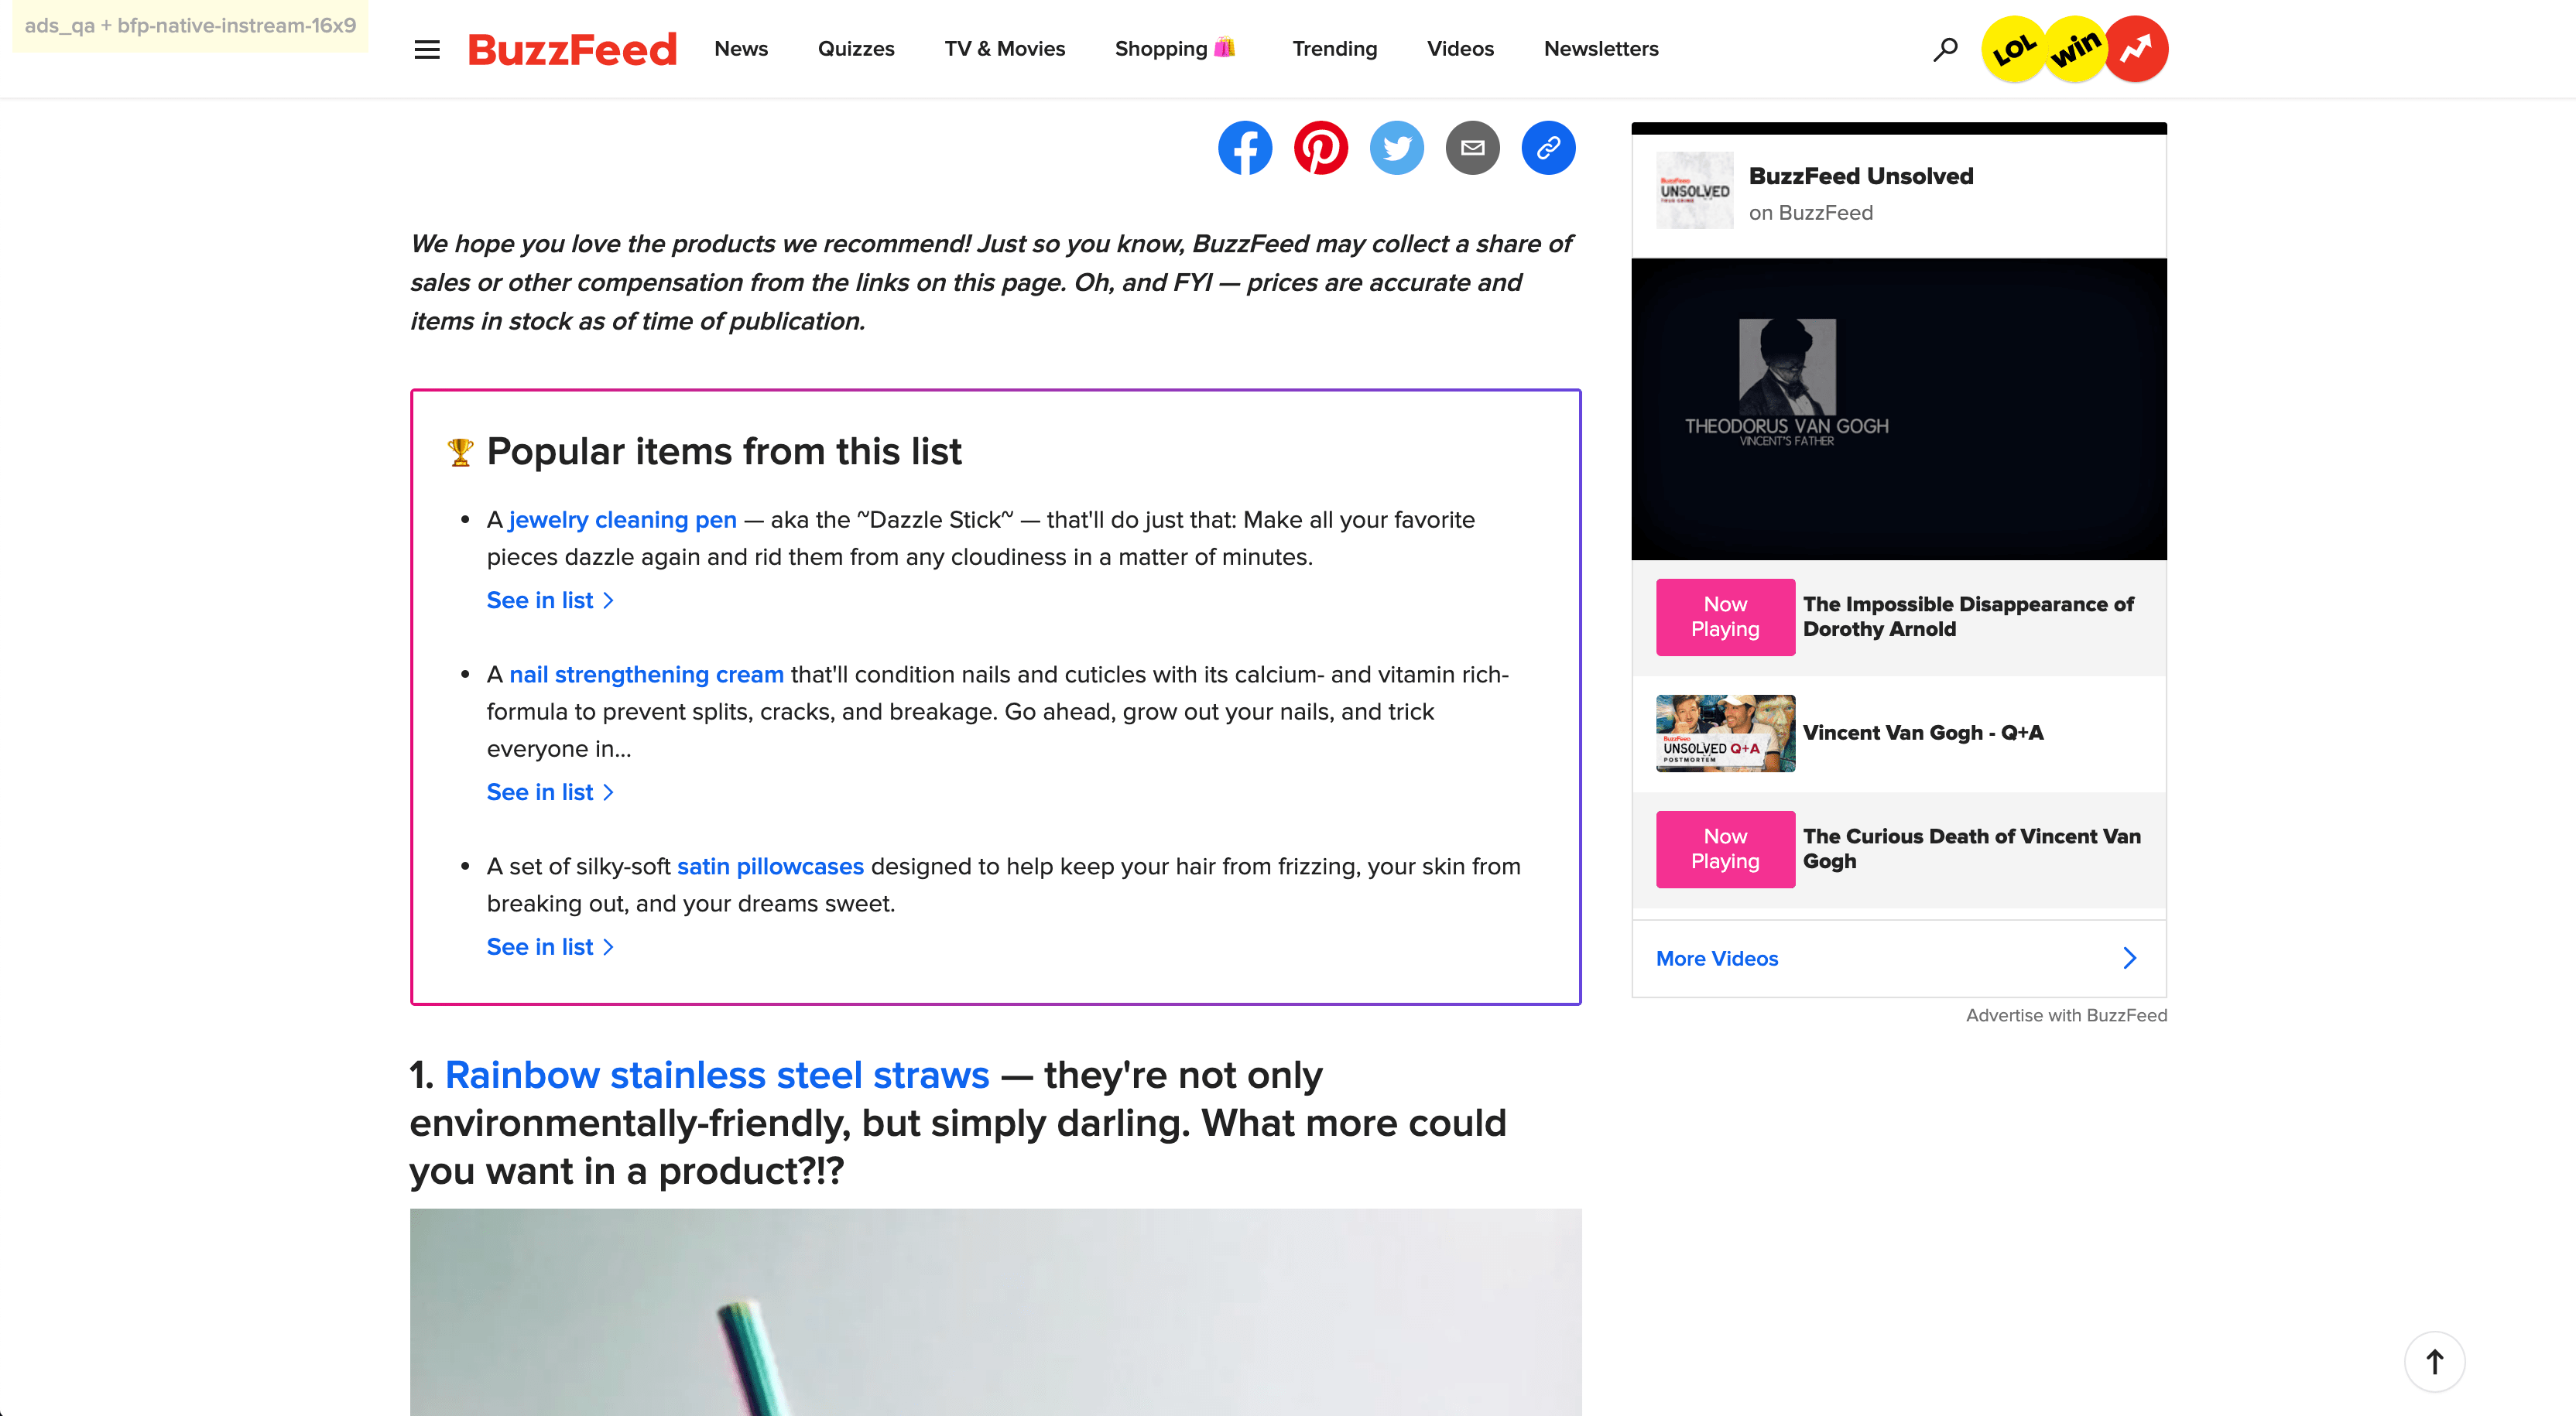 ads_qa + bfp-native-instream-16x9
BuzzFeed
News
Quizzes
TV & Movies
Shopping
Trending
Videos
Newsletters
LOL
win
We hope you love the products we recommend! Just so you know, BuzzFeed may collect a share of
sales or other compensation from the links on this page. Oh, and FYI — prices are accurate and
items in stock as of time of publication.
Popular items from this list
• A jewelry cleaning pen — aka the ~Dazzle Stick~ — that'll do just that: Make all your favorite
pieces dazzle again and rid them from any cloudiness in a matter of minutes.
See in list >
• A nail strengthening cream that'll condition nails and cuticles with its calcium- and vitamin rich-
formula to prevent splits, cracks, and breakage. Go ahead, grow out your nails, and trick
everyone in...
See in list >
• A set of silky-soft satin pillowcases designed to help keep your hair from frizzing, your skin from
breaking out, and your dreams sweet.
See in list >
1. Rainbow stainless steel straws — they're not only
environmentally-friendly, but simply darling. What more could
you want in a product?!?
BuzzFeed
UNSOLVED
TRUE CRIME
BuzzFeed Unsolved
on BuzzFeed
THEODORUS VAN GOGH
VINCENT'S FATHER
Now
Playing
The Impossible Disappearance of
Dorothy Arnold
BuzzFeed
UNSOLVED Q+A
POSTMORTEM
Vincent Van Gogh - Q+A
Now
Playing
The Curious Death of Vincent Van
Gogh
More Videos
Advertise with BuzzFeed